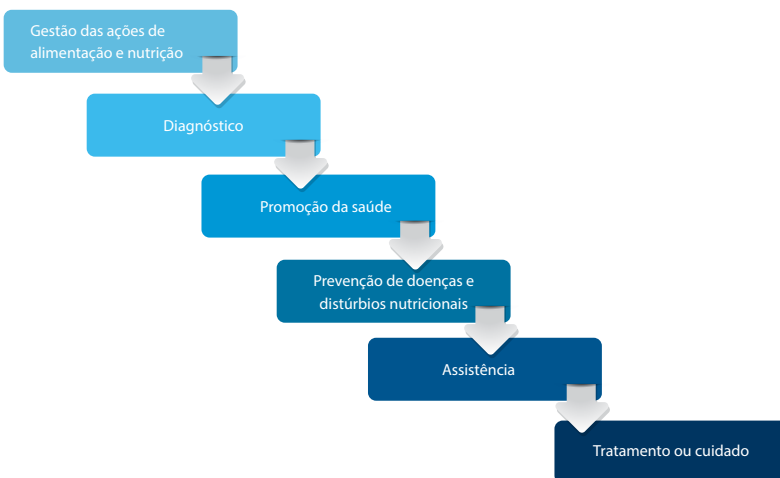 Gestão das ações de
alimentação e nutrição
Diagnóstico
Promoção da saúde
Prevenção de doenças e
distúrbios nutricionais
Assistência
Tratamento ou cuidado